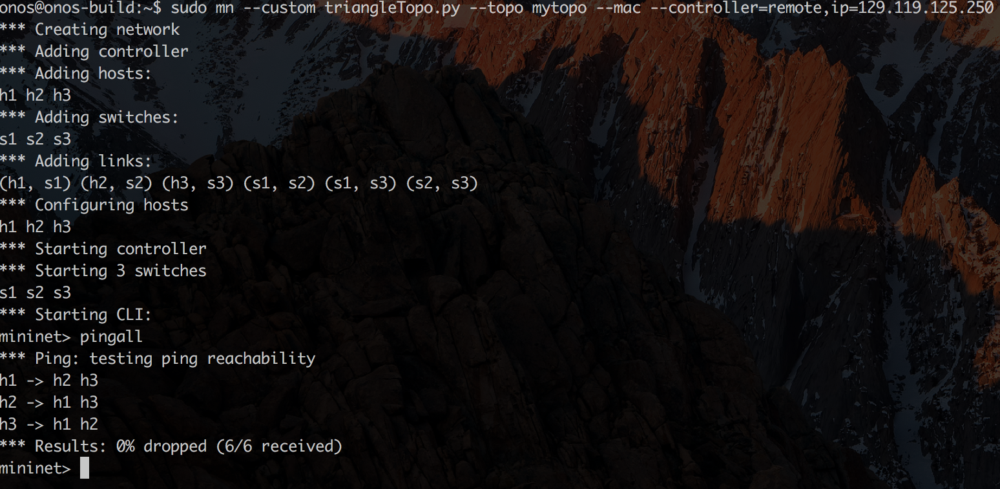 onos@onos-build:~$ sudo mn --custom triangleTopo.py --topo mytopo --mac --controller=remote,ip=129.119.125.250
*** Creating network
*** Adding controller
*** Adding hosts:
h1 h2 h3
*** Adding switches:
s1 s2 s3
*** Adding links:
(h1, s1) (h2, s2) (h3, s3) (s1, s2) (s1, s3) (s2, s3)
*** Configuring hosts
h1 h2 h3
*** Starting controller
*** Starting 3 switches
s1 s2 s3
*** Starting CLI:
mininet> pingall
*** Ping: testing ping reachability
h1 -> h2 h3
h2 -> h1 h3
h3 -> h1 h2
*** Results: 0% dropped (6/6 received)
mininet>